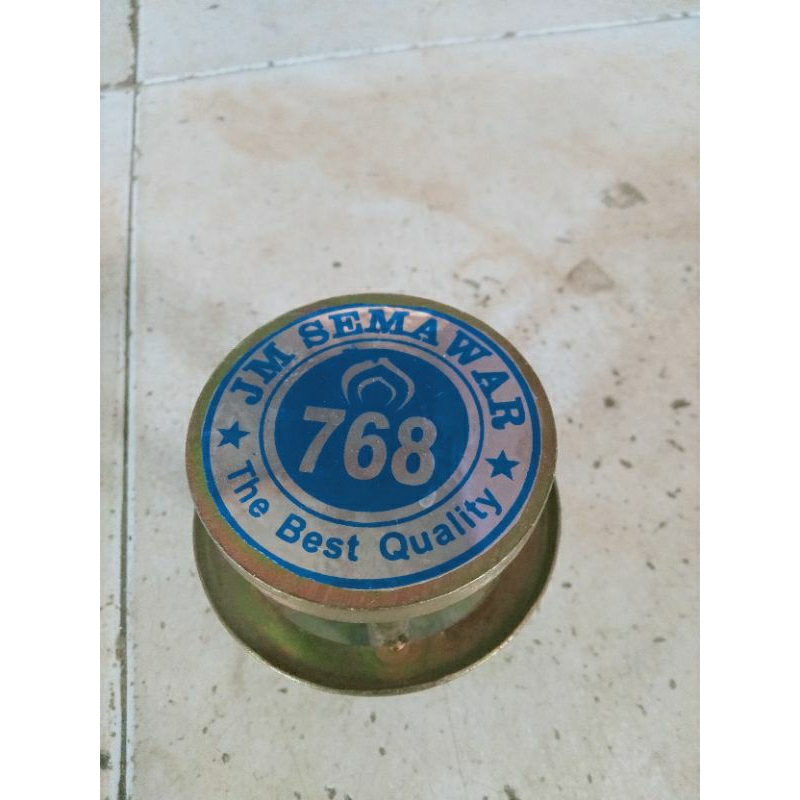 JM SEMAWAR
768
The Best Quality